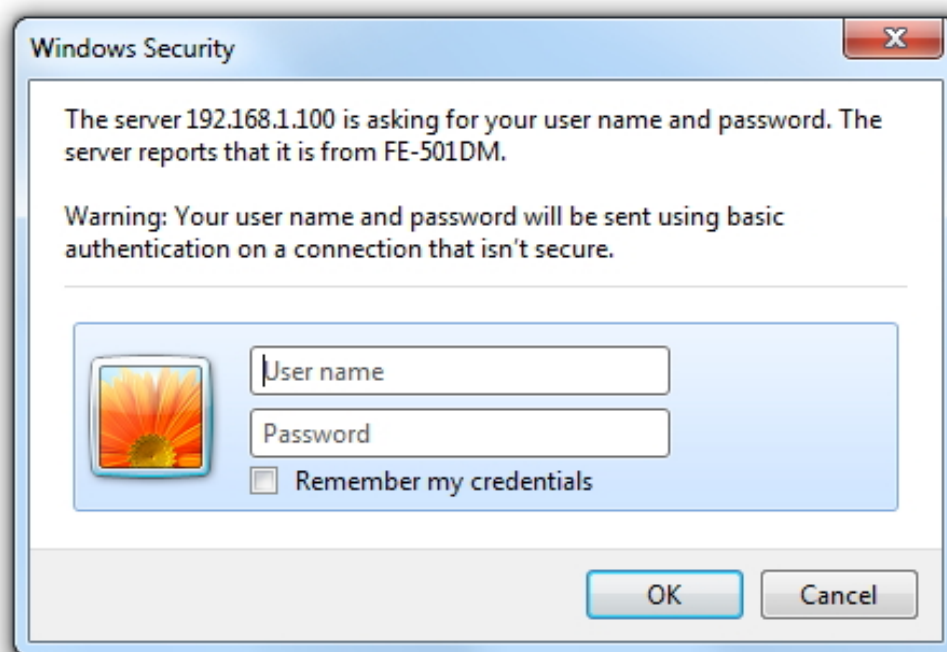 Windows Security
The server 192.168.1.100 is asking for your user name and password. The
server reports that it is from FE-501DM.
Warning: Your user name and password will be sent using basic
authentication on a connection that isn't secure.
User name
Password
Remember my credentials
OK
Cancel